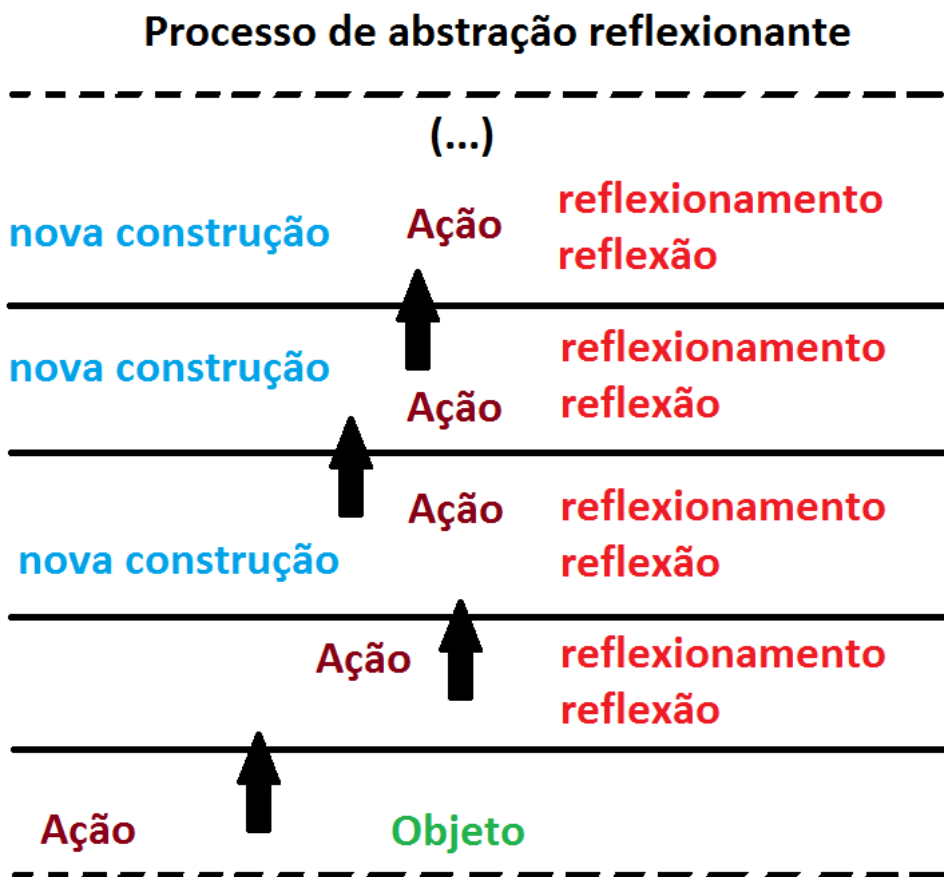 Processo de abstração reflexionante
(...)
nova construção Ação reflexionamento
reflexão
nova construção reflexionamento
Ação reflexão
Ação reflexionamento
nova construção reflexão
Ação reflexionamento
reflexão
Ação Objeto